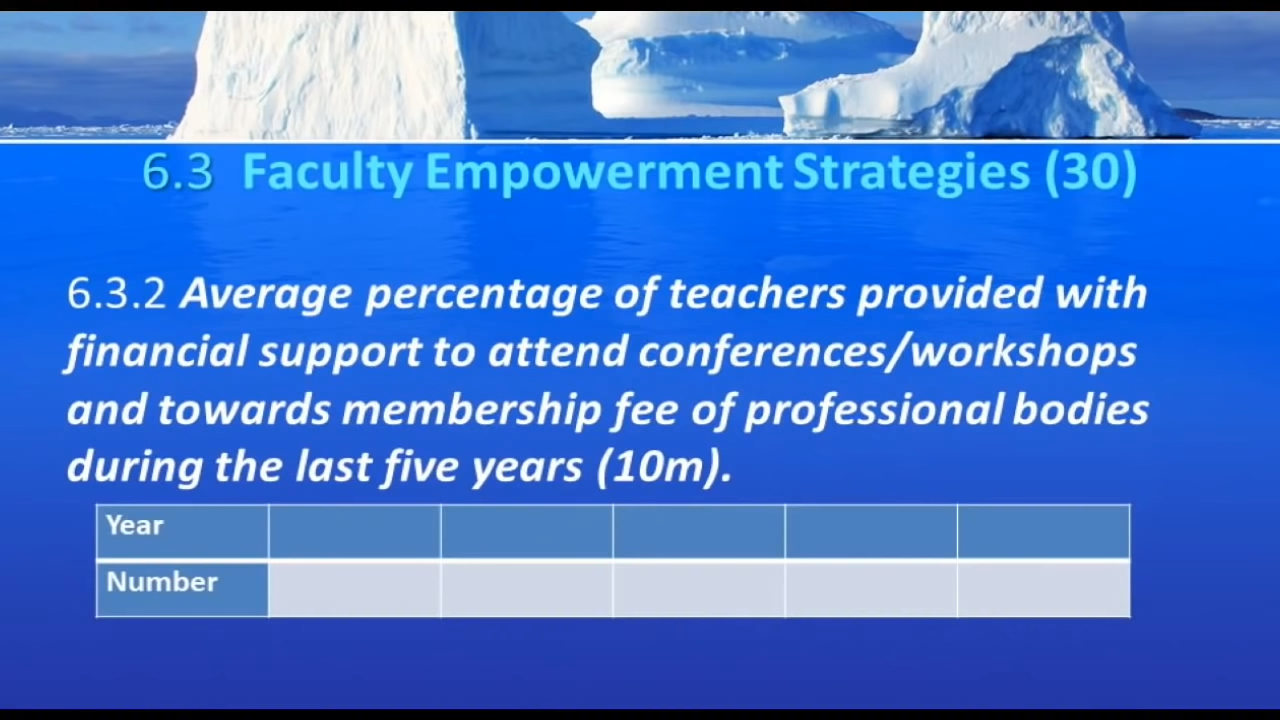 6.3 Faculty Empowerment Strategies (30)
6.3.2 Average percentage of teachers provided with
financial support to attend conferences/workshops
and towards membership fee of professional bodies
during the last five years (10m).
Year
Number